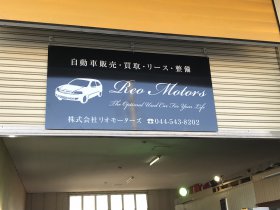 自動車販売・買取・リース・整備
Reo Motors
The Optional Used Car For Your Life
株式会社リオモーターズ ☎044-543-8202